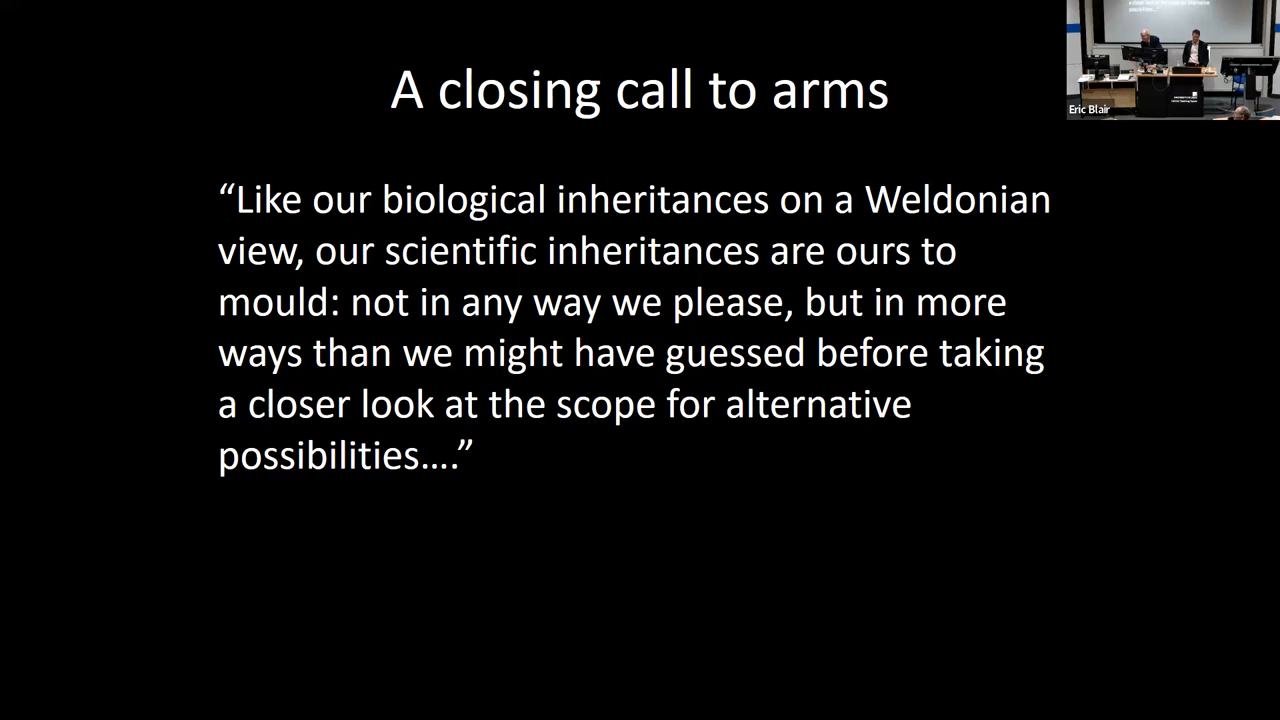 A closing call to arms
“Like our biological inheritances on a Weldonian
view, our scientific inheritances are ours to
mould: not in any way we please, but in more
ways than we might have guessed before taking
a closer look at the scope for alternative
possibilities….”
Eric Blair